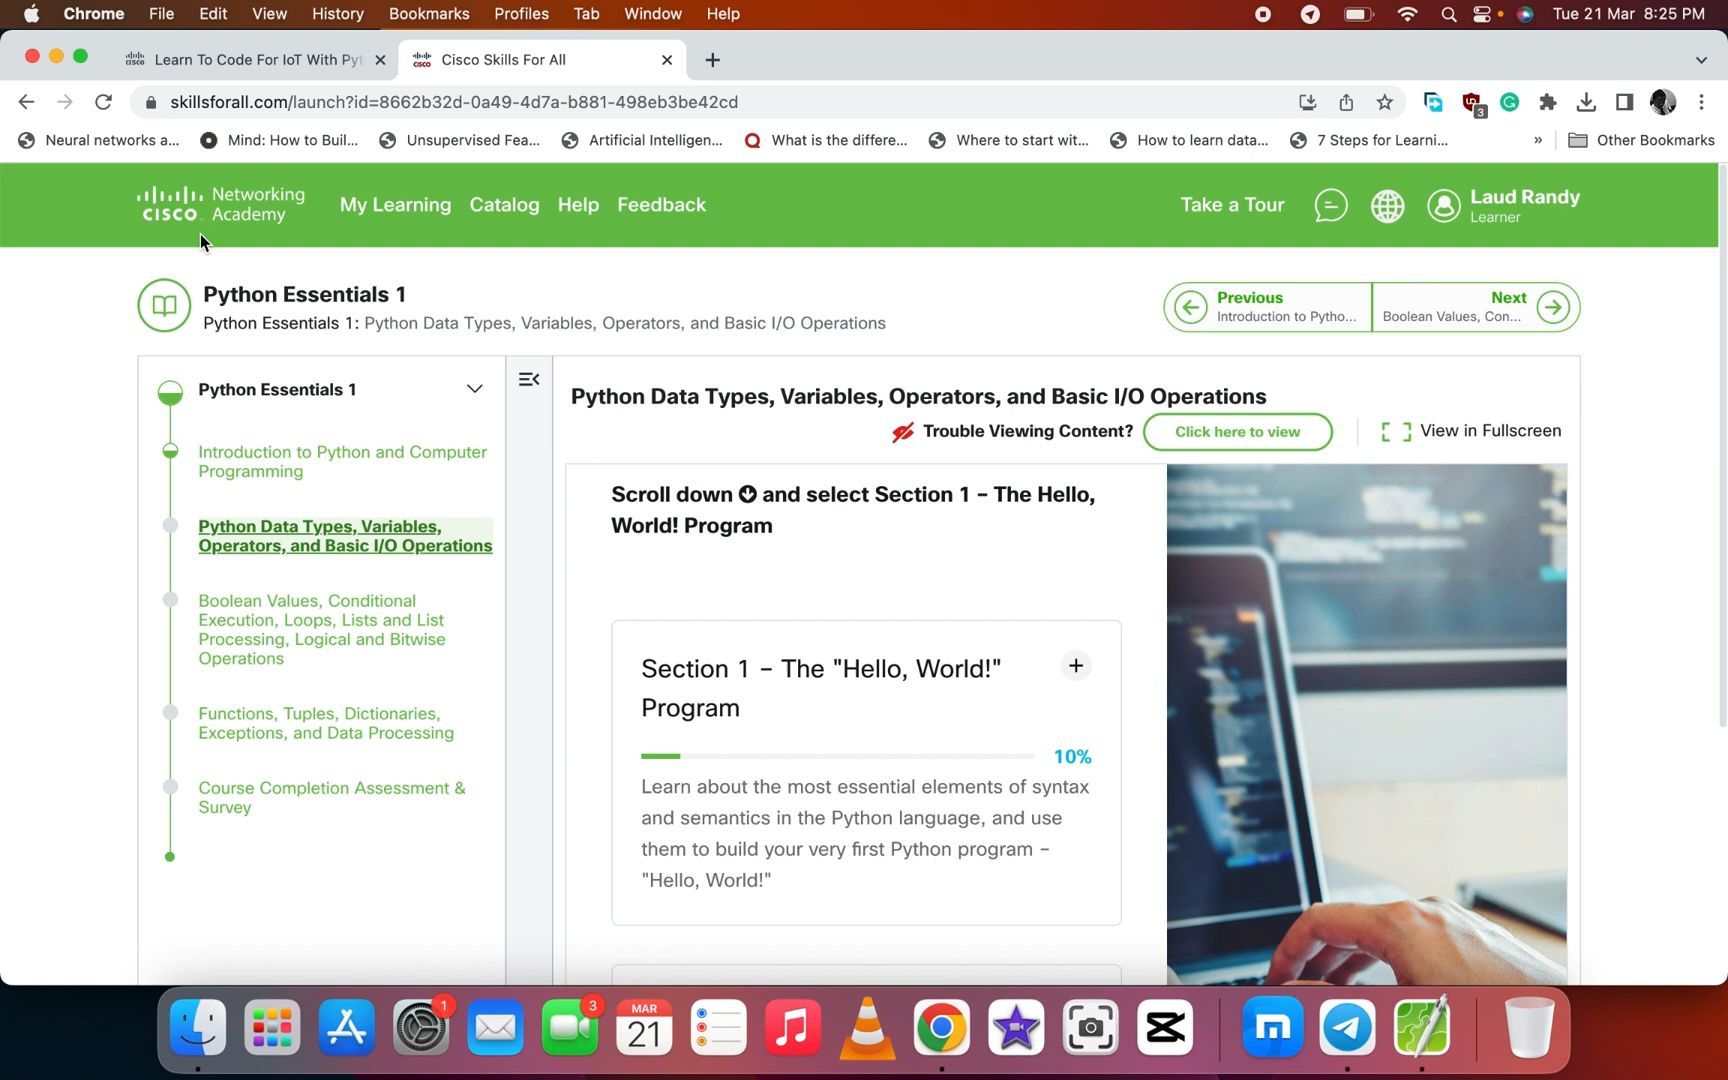 Chrome File Edit View History Bookmarks Profiles Tab Window Help Tue 21 Mar 8:25 PM
Learn To Code For IoT With Pyt Cisco Skills For All
skillsforall.com/launch?id=8662b32d-0a49-4d7a-b881-498eb3be42cd 3
Neural networks a... Mind: How to Buil... Unsupervised Fea... Artificial Intelligen... What is the differe... Where to start wit... How to learn data... 7 Steps for Learni... » Other Bookmarks
CISCO Networking Academy My Learning Catalog Help Feedback Take a Tour Laud Randy
Learner
Python Essentials 1
Python Essentials 1: Python Data Types, Variables, Operators, and Basic I/O Operations
Previous
Introduction to Pytho...
Next
Boolean Values, Con...
Python Essentials 1
Introduction to Python and Computer
Programming
Python Data Types, Variables,
Operators, and Basic I/O Operations
Boolean Values, Conditional
Execution, Loops, Lists and List
Processing, Logical and Bitwise
Operations
Functions, Tuples, Dictionaries,
Exceptions, and Data Processing
Course Completion Assessment &
Survey
Python Data Types, Variables, Operators, and Basic I/O Operations
Trouble Viewing Content? Click here to view View in Fullscreen
Scroll down and select Section 1 – The Hello,
World! Program
Section 1 – The "Hello, World!" +
Program
10%
Learn about the most essential elements of syntax
and semantics in the Python language, and use
them to build your very first Python program –
"Hello, World!"
1 3 MAR
21